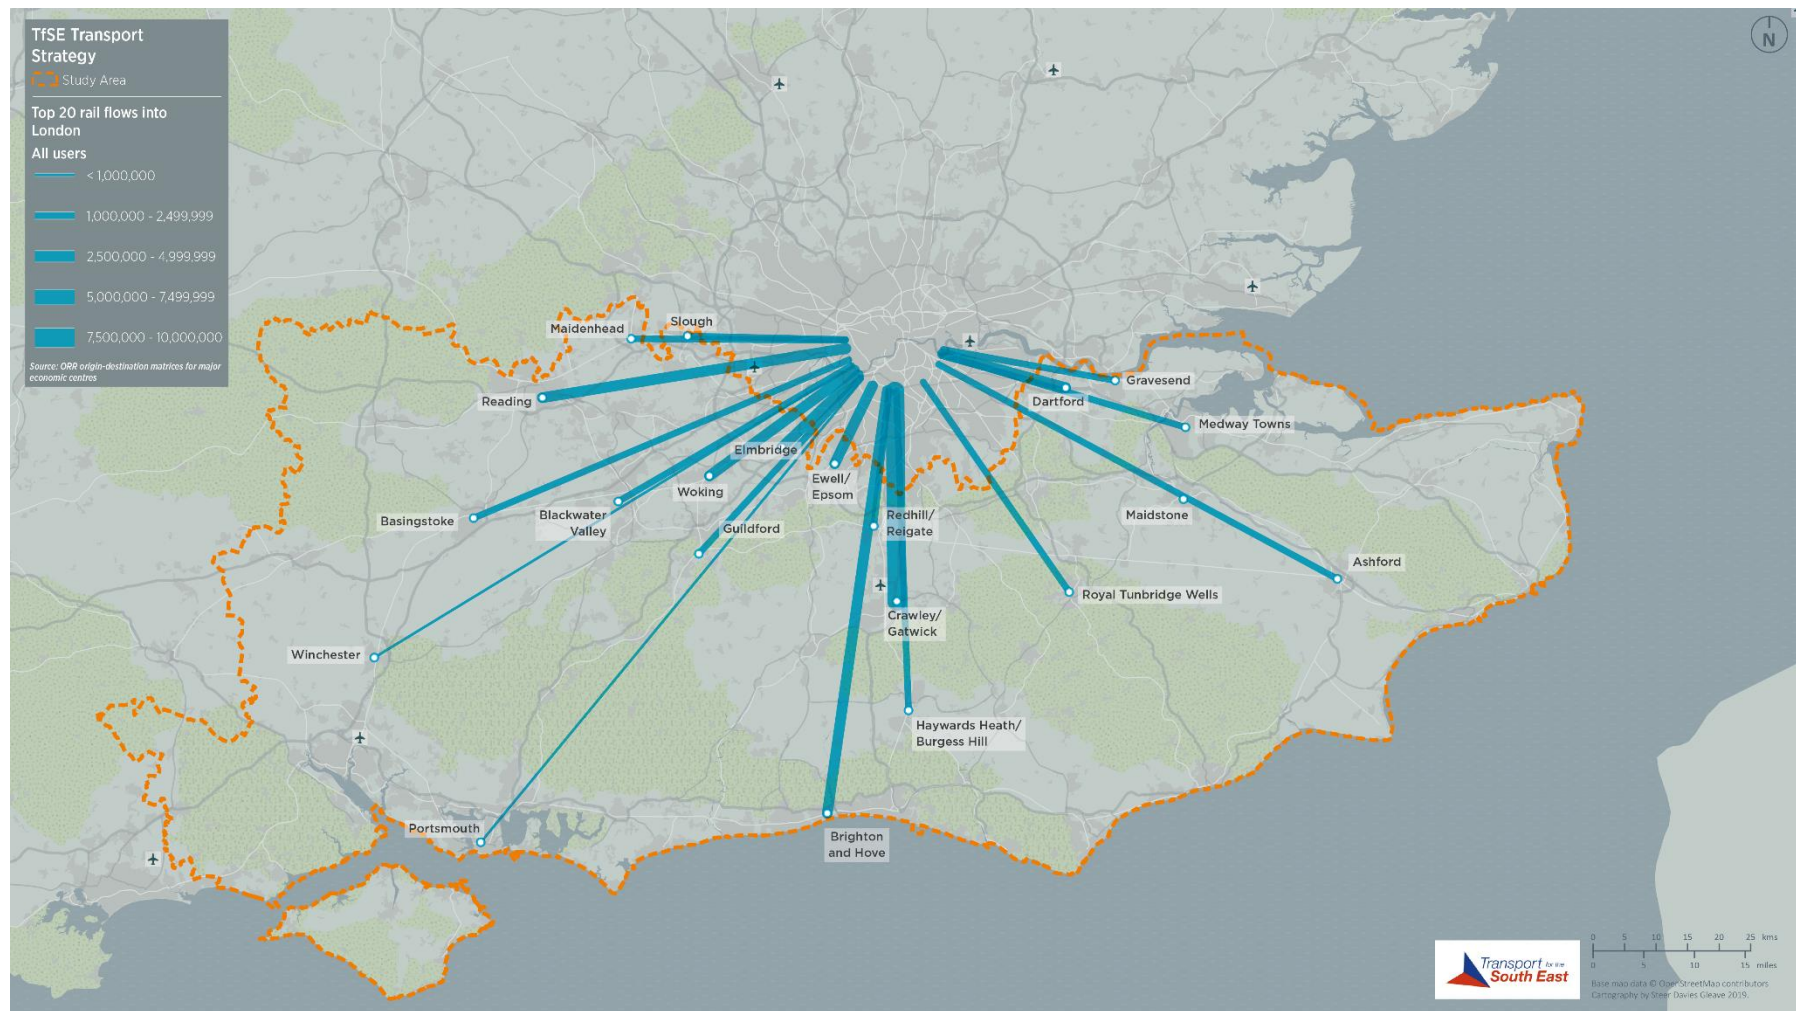 TfSE Transport
Strategy
Study Area
Top 20 rail flows into
London
All users
< 1,000,000
1,000,000 - 2,499,999
2,500,000 - 4,999,999
5,000,000 - 7,499,999
7,500,000 - 10,000,000
Source: ORR origin-destination matrices for major
economic centres
N
Maidenhead
Slough
Reading
Elmbridge
Woking
Ewell/
Epsom
Basingstoke
Blackwater
Valley
Guildford
Redhill/
Reigate
Gravesend
Dartford
Medway Towns
Maidstone
Ashford
Royal Tunbridge Wells
Crawley/
Gatwick
Winchester
Haywards Heath/
Burgess Hill
Portsmouth
Brighton
and Hove
Transport for the
South East
0 5 10 15 20 25 kms
0 5 10 15 miles
Base map data © OpenStreetMap contributors
Cartography by Steer Davies Gleave 2019.